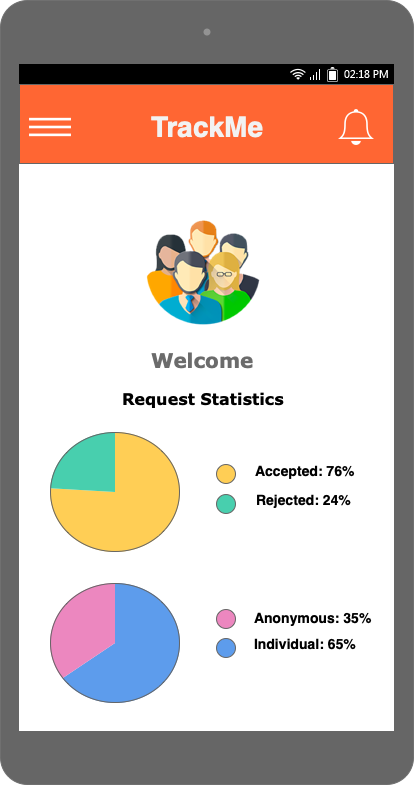 02:18 PM
TrackMe
Welcome
Request Statistics
Accepted: 76%
Rejected: 24%
Anonymous: 35%
Individual: 65%